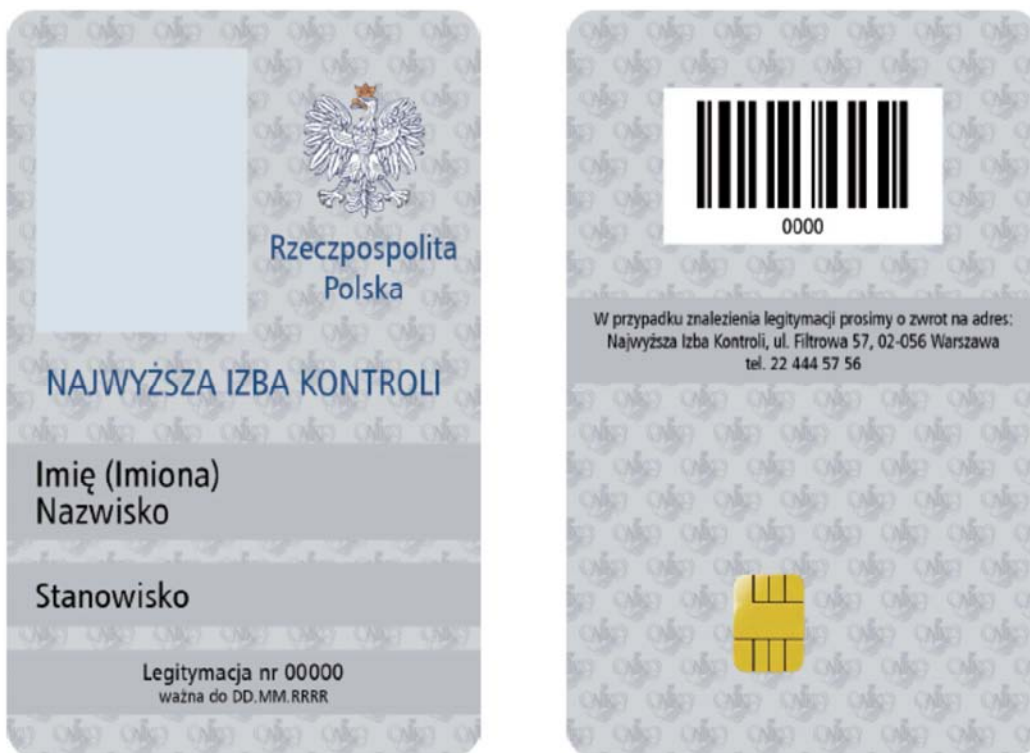 Rzeczpospolita
Polska
NAJWYŻSZA IZBA KONTROLI
Imię (Imiona)
Nazwisko
Stanowisko
Legitymacja nr 00000
ważna do DD.MM.RRRR
0000
W przypadku znalezienia legitymacji prosimy o zwrot na adres:
Najwyższa Izba Kontroli, ul. Filtrowa 57, 02-056 Warszawa
tel. 22 444 57 56